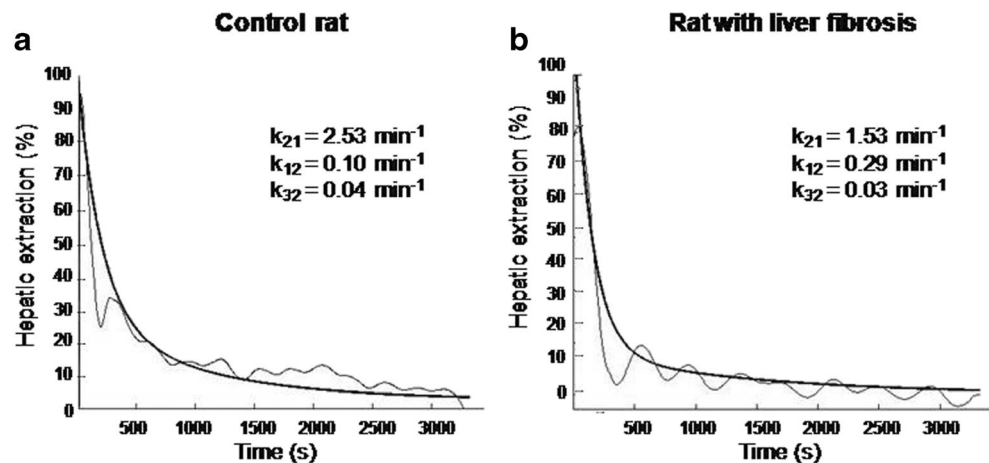 Control rat
Rat with liver fibrosis
a
Hepatic extraction (%)
100
90
80
70
60
50
40
30
20
10
0
k21 = 2.53 min-1
k12 = 0.10 min-1
k32 = 0.04 min-1
500 1000 1500 2000 2500 3000
Time (s)
b
Hepatic extraction (%)
100
90
80
70
60
50
40
30
20
10
0
k21 = 1.53 min-1
k12 = 0.29 min-1
k32 = 0.03 min-1
500 1000 1500 2000 2500 3000
Time (s)